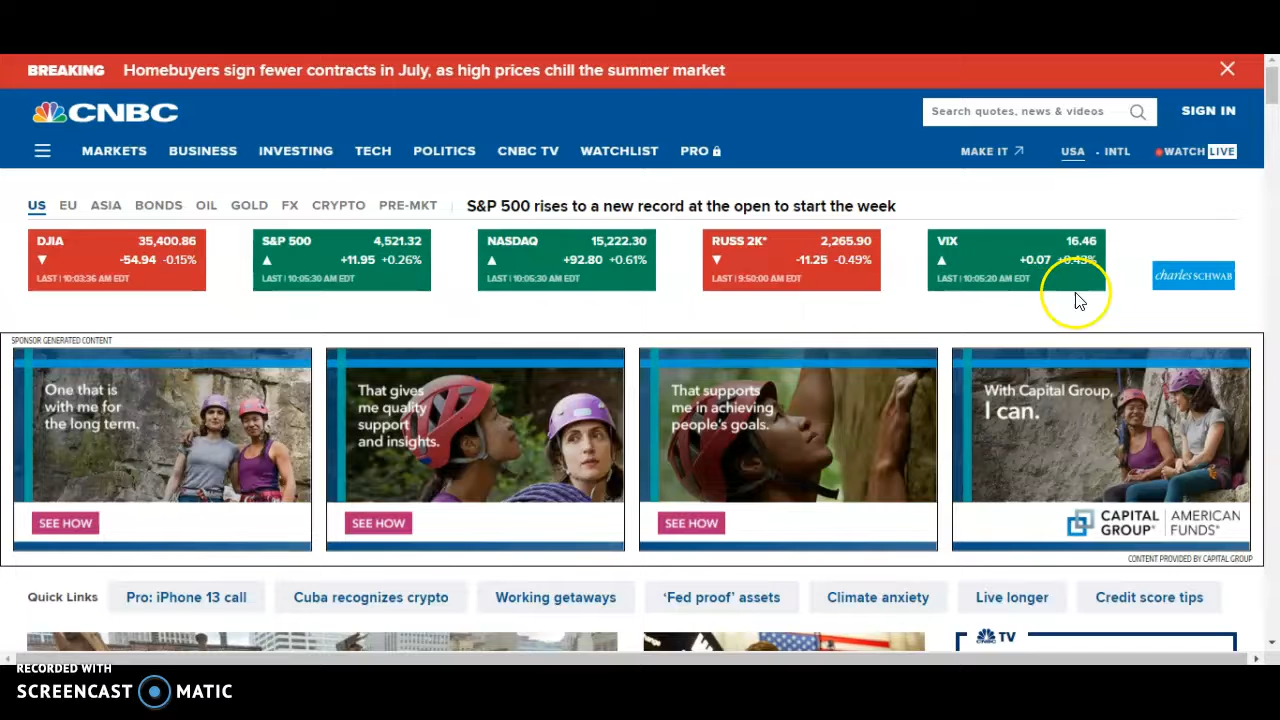 BREAKING Homebuyers sign fewer contracts in July, as high prices chill the summer market
CNBC
Search quotes, news & videos
SIGN IN
MARKETS BUSINESS INVESTING TECH POLITICS CNBC TV WATCHLIST PRO
MAKE IT USA - INTL WATCH LIVE
US EU ASIA BONDS OIL GOLD FX CRYPTO PRE-MKT
S&P 500 rises to a new record at the open to start the week
DJIA 35,400.86
-54.94 -0.15%
LAST | 10:03:36 AM EDT
S&P 500 4,521.32
+11.95 +0.26%
LAST | 10:05:30 AM EDT
NASDAQ 15,222.30
+92.80 +0.61%
LAST | 10:05:30 AM EDT
RUSS 2K* 2,265.90
-11.25 -0.49%
LAST | 9:50:00 AM EDT
VIX 16.46
+0.07 +0.43%
LAST | 10:05:20 AM EDT
charles SCHWAB
SPONSOR GENERATED CONTENT
One that is
with me for
the long term.
SEE HOW
That gives
me quality
support
and insights.
SEE HOW
That supports
me in achieving
people's goals.
SEE HOW
With Capital Group,
I can.
CAPITAL GROUP® | AMERICAN FUNDS®
CONTENT PROVIDED BY CAPITAL GROUP
Quick Links
Pro: iPhone 13 call
Cuba recognizes crypto
Working getaways
'Fed proof' assets
Climate anxiety
Live longer
Credit score tips
TV
RECORDED WITH
SCREENCAST MATIC